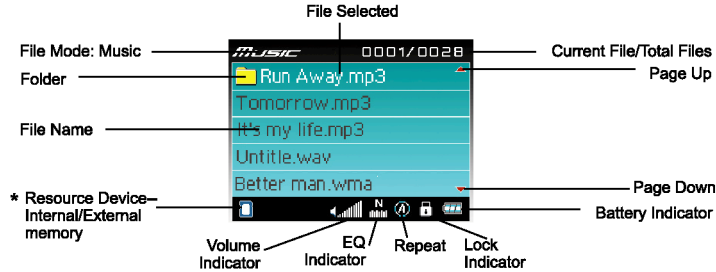 File Selected
File Mode: Music
Music 0001/0028
Current File/Total Files
Folder
Run Away.mp3
Page Up
Tomorrow.mp3
File Name
It's my life.mp3
Untitle.wav
Better man.wma
Page Down
* Resource Device–
Internal/External
memory
N
A
Battery Indicator
Volume
Indicator
EQ
Indicator
Repeat
Lock
Indicator